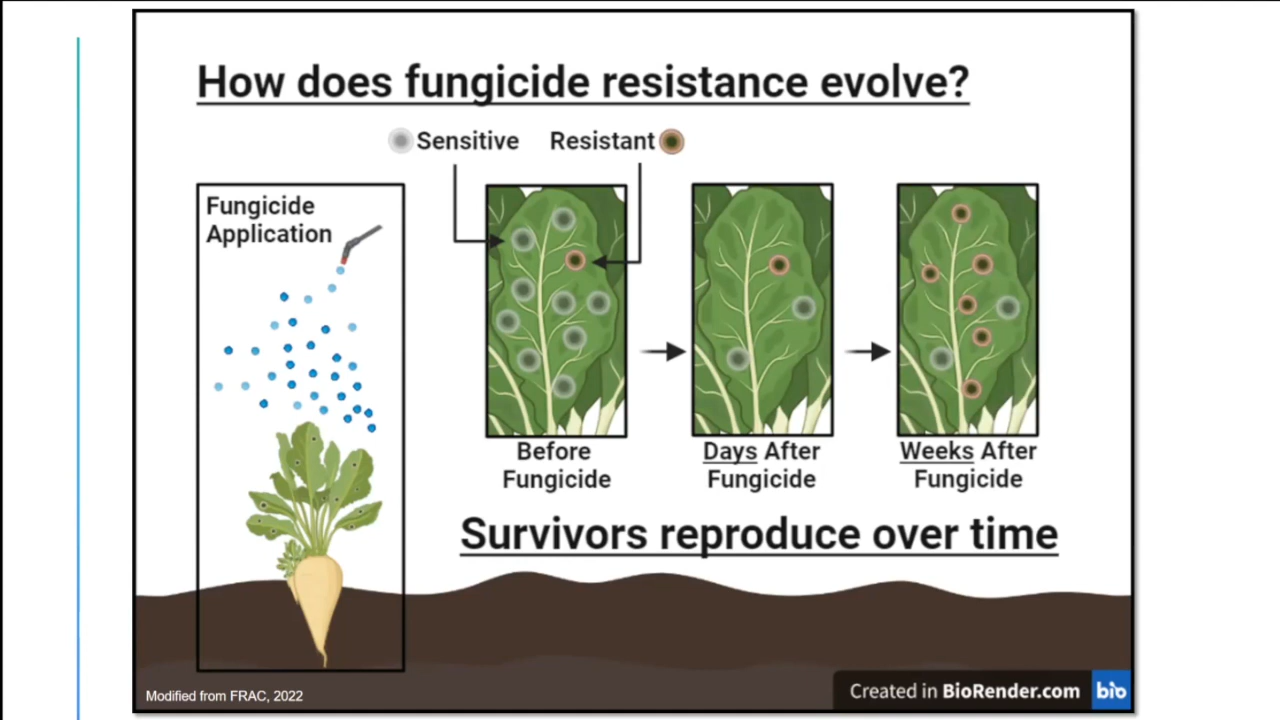 How does fungicide resistance evolve?
Sensitive
Resistant
Fungicide
Application
Before
Fungicide
Days After
Fungicide
Weeks After
Fungicide
Survivors reproduce over time
Modified from FRAC, 2022
Created in BioRender.com
bio